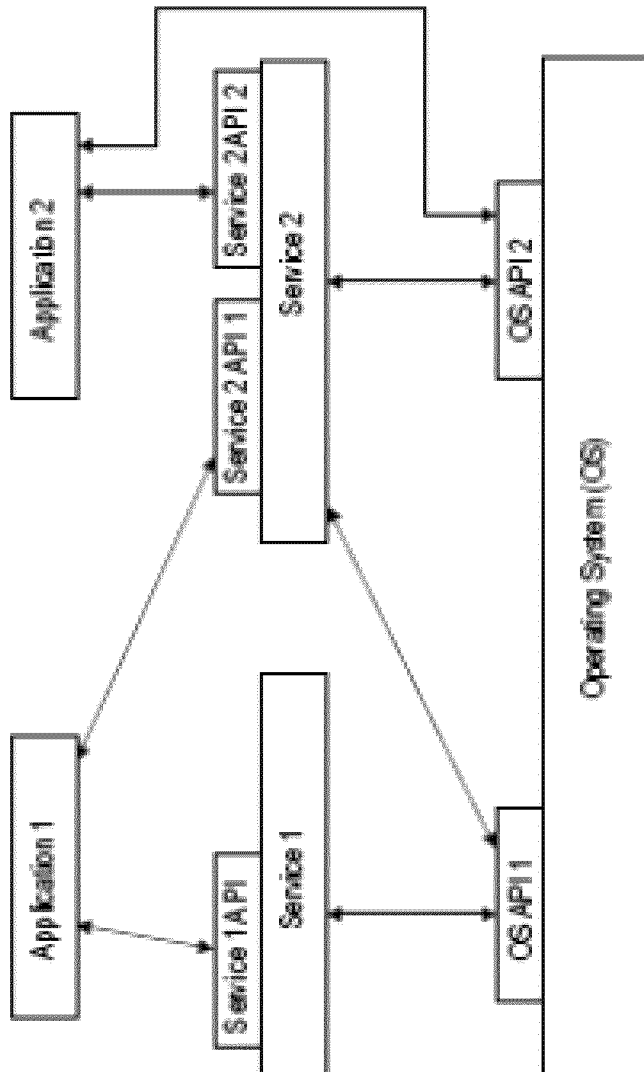 Application 1
Application 2
Service 1 API
Service 2 API 1
Service 2 API 2
Service 1
Service 2
OS API 1
OS API 2
Operating System (OS)